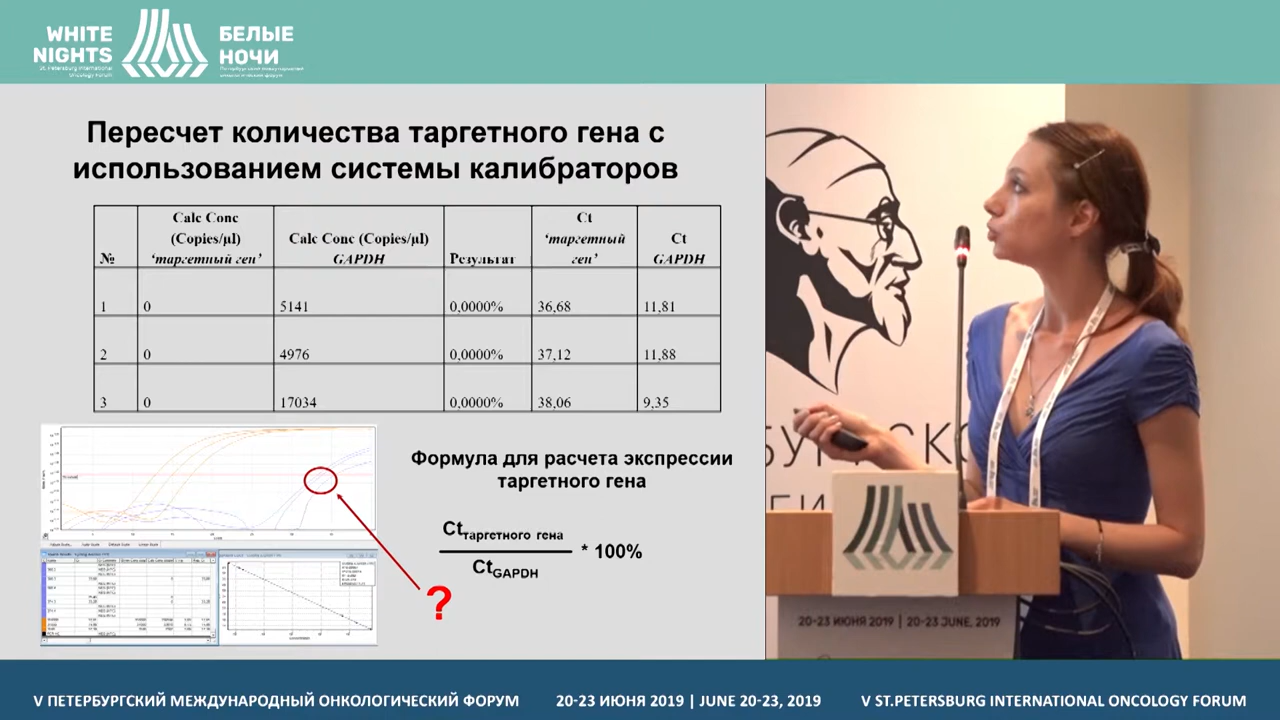 WHITE
NIGHTS
St. Petersburg International
Oncology Forum
БЕЛЫЕ
НОЧИ
Петербургский международный
онкологический форум
Пересчет количества таргетного гена с
использованием системы калибраторов
№ Calc Conc (Copies/µl) ‘таргетный ген’ Calc Conc (Copies/µl) GAPDH Результат Ct ‘таргетный ген’ Ct GAPDH
1 0 5141 0,0000% 36,68 11,81
2 0 4976 0,0000% 37,12 11,88
3 0 17034 0,0000% 38,06 9,35
Формула для расчета экспрессии
таргетного гена
Ctтаргетного гена
CtGAPDH
* 100%
?
20-23 ИЮНЯ 2019 | 20-23 JUNE, 2019
V ПЕТЕРБУРГСКИЙ МЕЖДУНАРОДНЫЙ ОНКОЛОГИЧЕСКИЙ ФОРУМ 20-23 ИЮНЯ 2019 | JUNE 20-23, 2019 V ST.PETERSBURG INTERNATIONAL ONCOLOGY FORUM